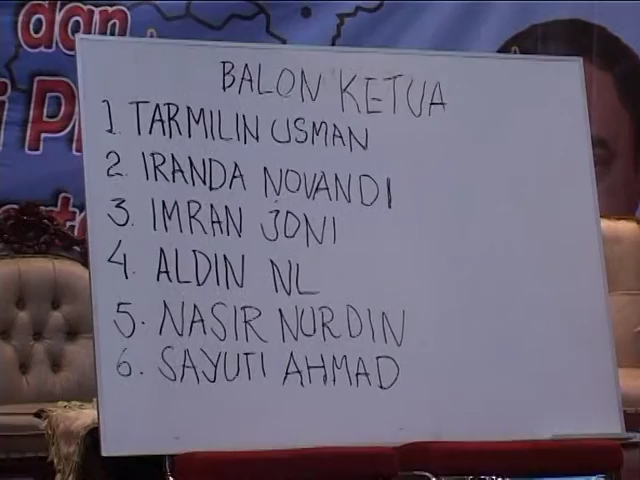 dan
BALON KETUA
1. TARMILIN USMAN
2. IRANDA NOVANDI
3. IMRAN JONI
4. ALDIN NL
5. NASIR NURDIN
6. SAYUTI AHMAD